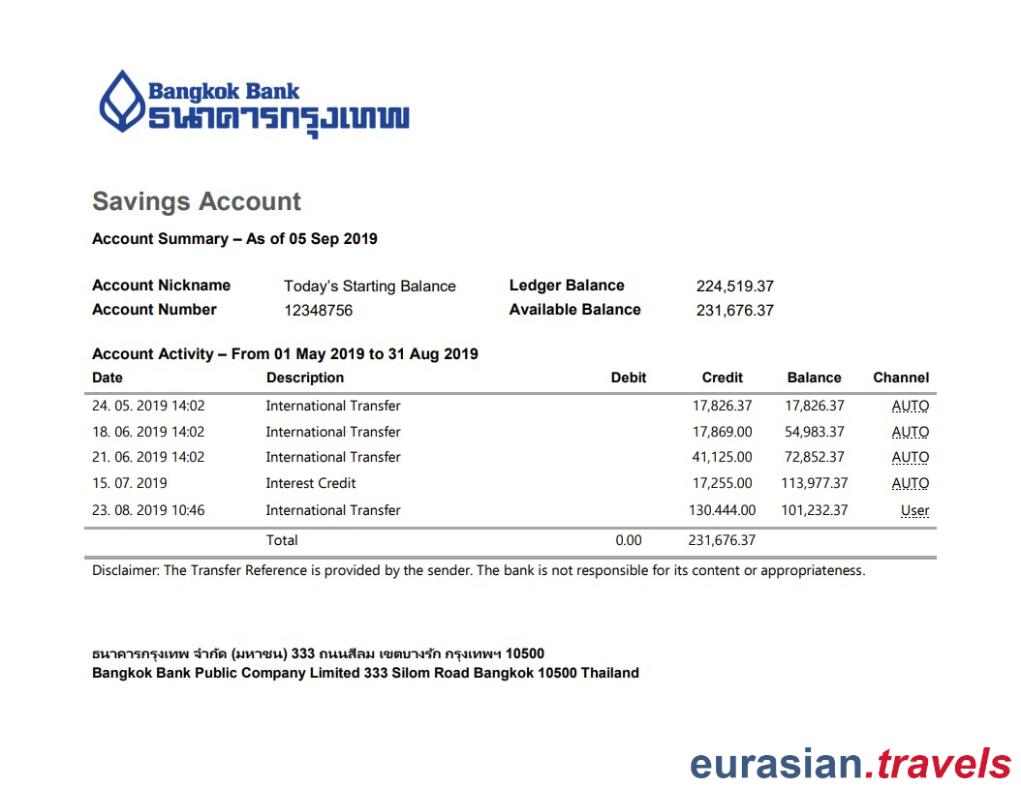 Bangkok Bank
ธนาคารกรุงเทพ
Savings Account
Account Summary – As of 05 Sep 2019
Account Nickname Today's Starting Balance Ledger Balance 224,519.37
Account Number 12348756 Available Balance 231,676.37
Account Activity – From 01 May 2019 to 31 Aug 2019
Date Description Debit Credit Balance Channel
24. 05. 2019 14:02 International Transfer 17,826.37 17,826.37 AUTO
18. 06. 2019 14:02 International Transfer 17,869.00 54,983.37 AUTO
21. 06. 2019 14:02 International Transfer 41,125.00 72,852.37 AUTO
15. 07. 2019 Interest Credit 17,255.00 113,977.37 AUTO
23. 08. 2019 10:46 International Transfer 130.444.00 101,232.37 User
Total 0.00 231,676.37
Disclaimer: The Transfer Reference is provided by the sender. The bank is not responsible for its content or appropriateness.
ธนาคารกรุงเทพ จำกัด (มหาชน) 333 ถนนสีลม เขตบางรัก กรุงเทพฯ 10500
Bangkok Bank Public Company Limited 333 Silom Road Bangkok 10500 Thailand
eurasian.travels